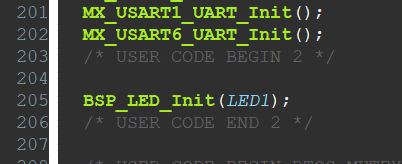 201 MX_USART1_UART_Init();
202 MX_USART6_UART_Init();
203 /* USER CODE BEGIN 2 */
204
205 BSP_LED_Init(LED1);
206 /* USER CODE END 2 */
207